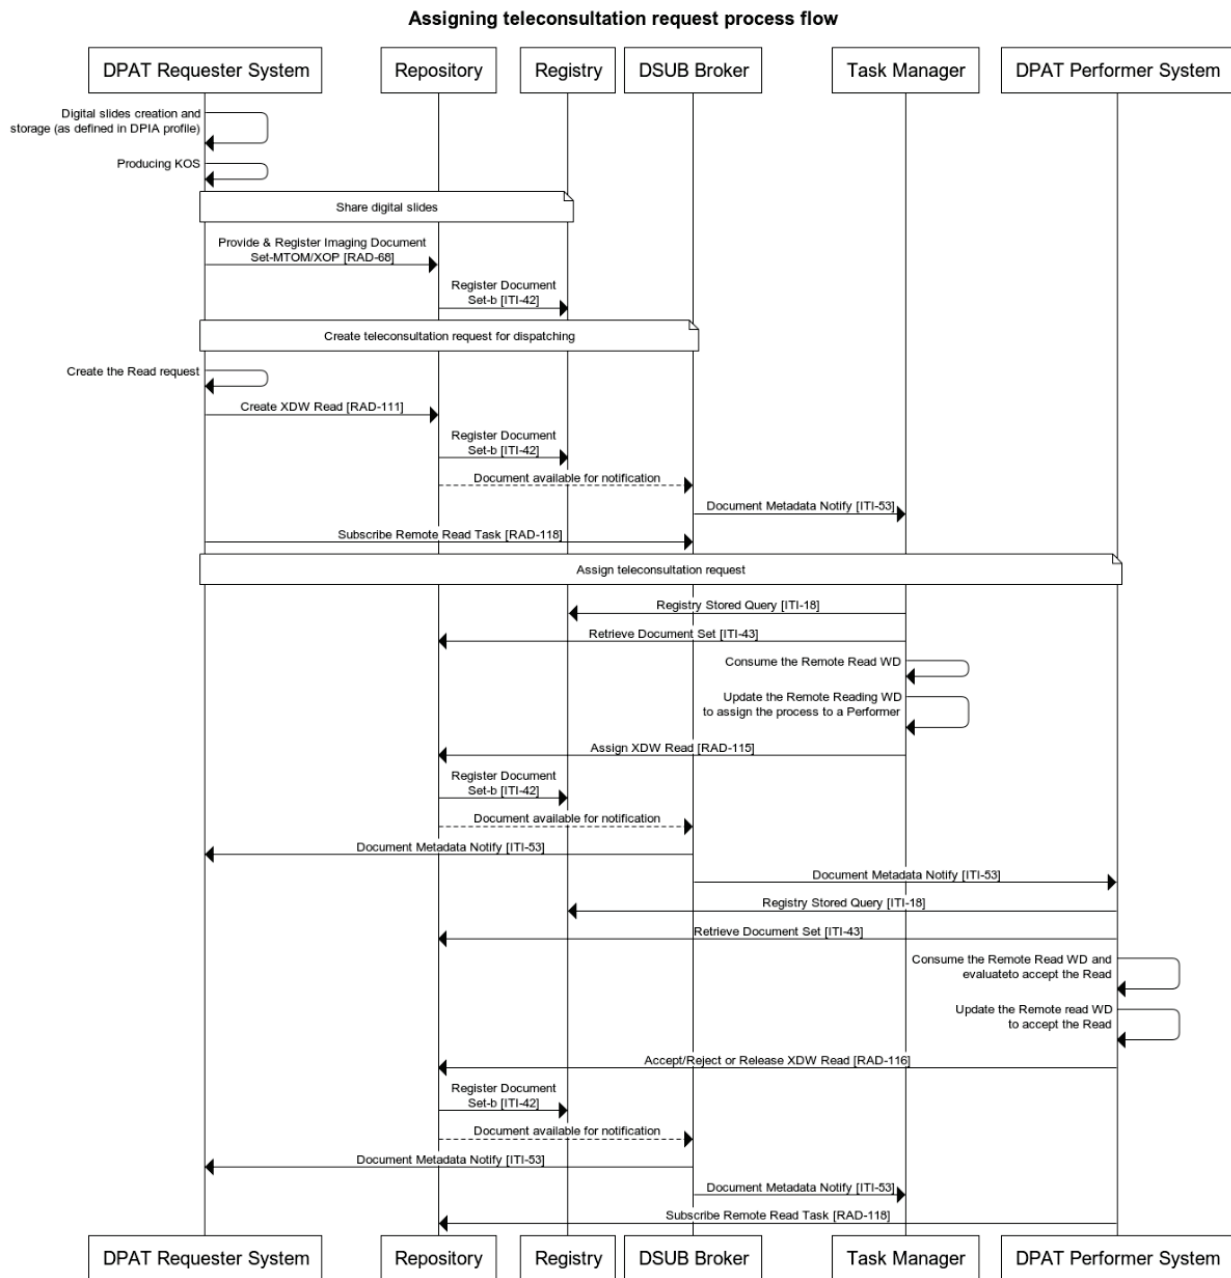 Assigning teleconsultation request process flow
DPAT Requester System
Repository
Registry
DSUB Broker
Task Manager
DPAT Performer System
Digital slides creation and
storage (as defined in DPIA profile)
Producing KOS
Share digital slides
Provide & Register Imaging Document
Set-MTOM/XOP [RAD-68]
Register Document
Set-b [ITI-42]
Create teleconsultation request for dispatching
Create the Read request
Create XDW Read [RAD-111]
Register Document
Set-b [ITI-42]
Document available for notification
Document Metadata Notify [ITI-53]
Subscribe Remote Read Task [RAD-118]
Assign teleconsultation request
Registry Stored Query [ITI-18]
Retrieve Document Set [ITI-43]
Consume the Remote Read WD
Update the Remote Reading WD
to assign the process to a Performer
Assign XDW Read [RAD-115]
Register Document
Set-b [ITI-42]
Document available for notification
Document Metadata Notify [ITI-53]
Document Metadata Notify [ITI-53]
Registry Stored Query [ITI-18]
Retrieve Document Set [ITI-43]
Consume the Remote Read WD and
evaluateto accept the Read
Update the Remote read WD
to accept the Read
Accept/Reject or Release XDW Read [RAD-116]
Register Document
Set-b [ITI-42]
Document available for notification
Document Metadata Notify [ITI-53]
Document Metadata Notify [ITI-53]
Subscribe Remote Read Task [RAD-118]
DPAT Requester System
Repository
Registry
DSUB Broker
Task Manager
DPAT Performer System